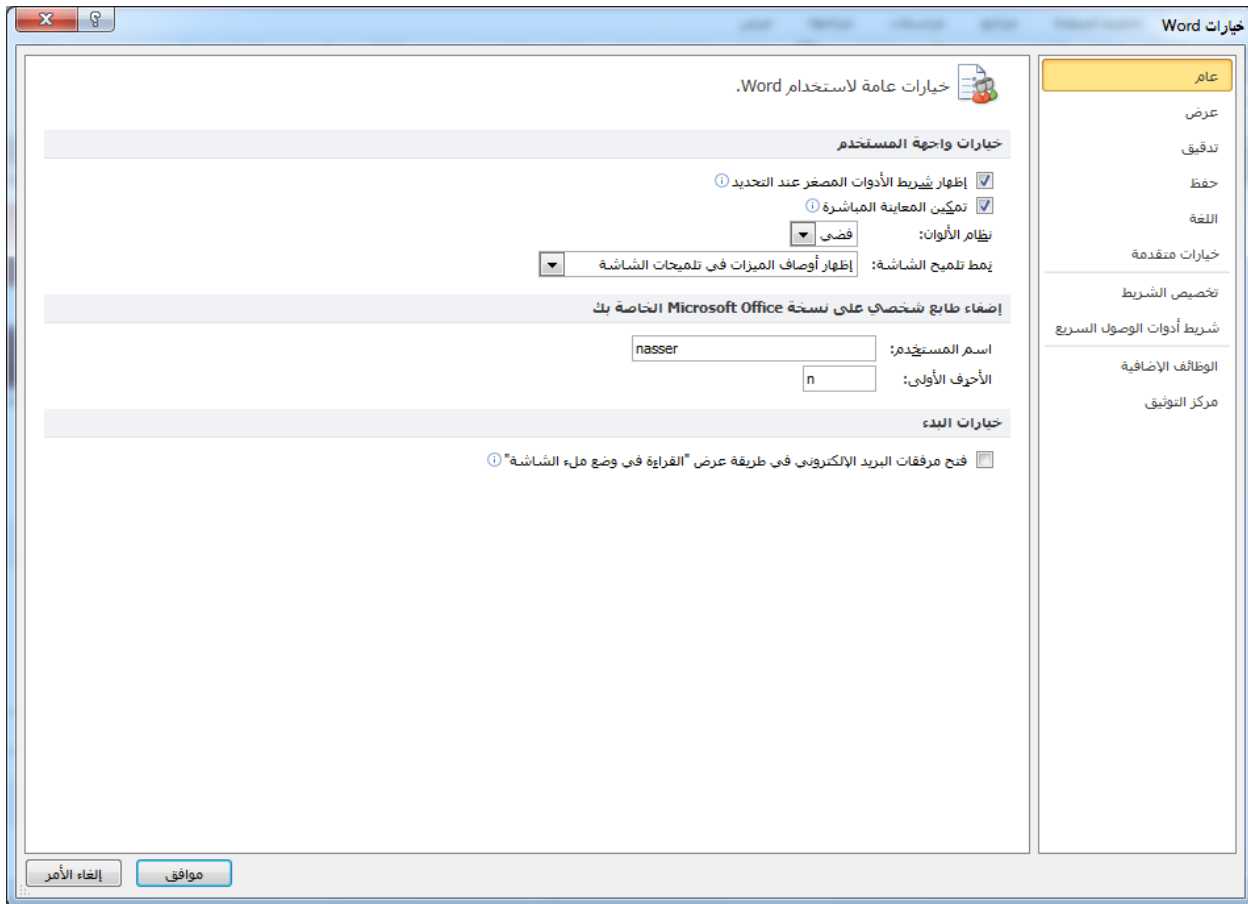 خيارات Word
عام
عرض
تدقيق
حفظ
اللغة
خيارات متقدمة
تخصيص الشريط
شريط أدوات الوصول السريع
الوظائف الإضافية
مركز التوثيق
خيارات عامة لاستخدام Word.
خيارات واجهة المستخدم
إظهار شريط الأدوات المصغر عند التحديد
تمكين المعاينة المباشرة
نظام الألوان: فضي
نمط تلميح الشاشة: إظهار أوصاف الميزات في تلميحات الشاشة
إضفاء طابع شخصي على نسخة Microsoft Office الخاصة بك
اسم المستخدم: nasser
الأحرف الأولى: n
خيارات البدء
فتح مرفقات البريد الإلكتروني في طريقة عرض "القراءة في وضع ملء الشاشة"
موافق إلغاء الأمر